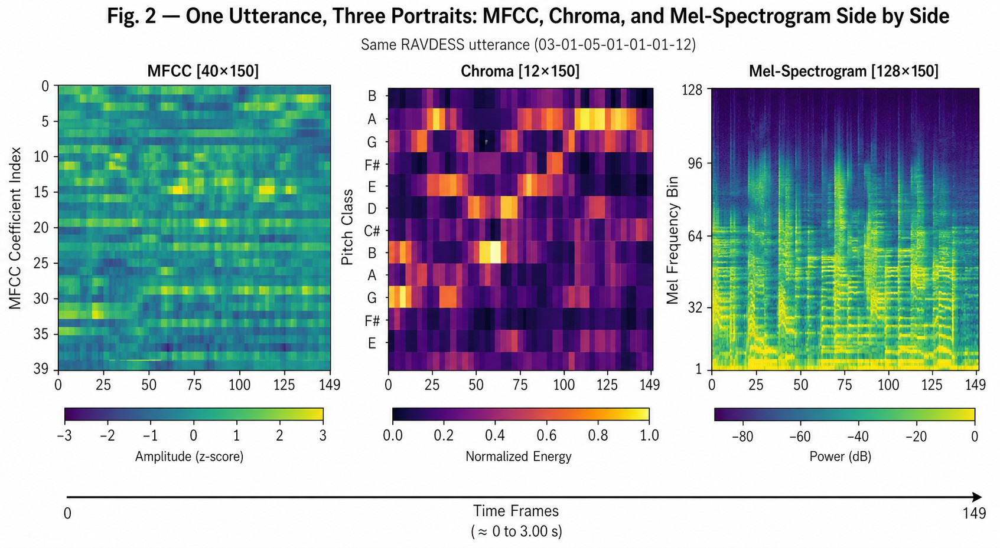 Fig. 2 — One Utterance, Three Portraits: MFCC, Chroma, and Mel-Spectrogram Side by Side
Same RAVDESS utterance (03-01-05-01-01-01-12)
MFCC [40×150]
MFCC Coefficient Index
0
5
10
15
20
25
30
35
39
0 25 50 75 100 125 149
−3 −2 −1 0 1 2 3
Amplitude (z-score)
Chroma [12×150]
Pitch Class
B
A
G
F#
E
D
C#
B
A
G
F#
E
0 25 50 75 100 125 149
0.0 0.2 0.4 0.6 0.8 1.0
Normalized Energy
Mel-Spectrogram [128×150]
Mel Frequency Bin
128
96
64
32
1
0 25 50 75 100 125 149
−80 −60 −40 −20 0
Power (dB)
0 149
Time Frames
(≈ 0 to 3.00 s)